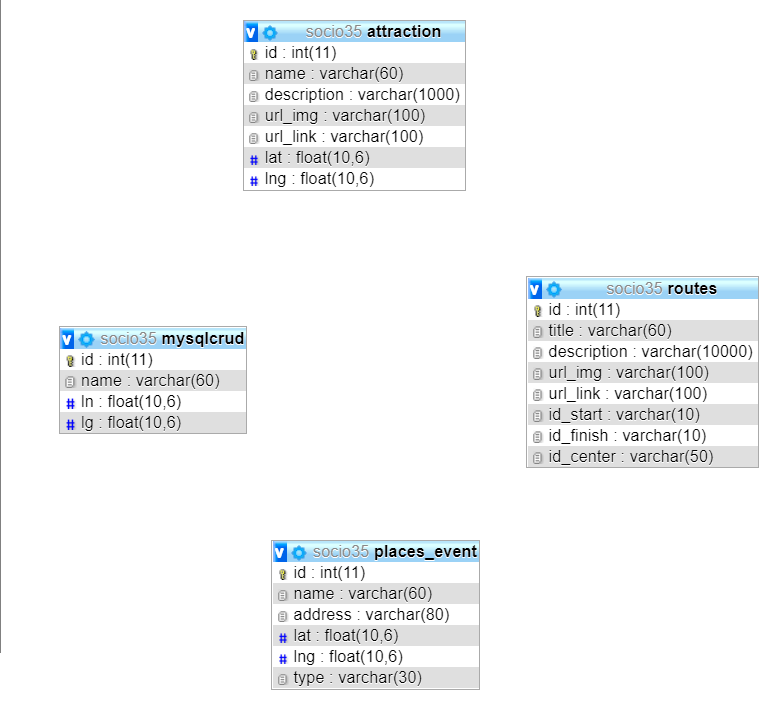 socio35 attraction
id : int(11)
name : varchar(60)
description : varchar(1000)
url_img : varchar(100)
url_link : varchar(100)
# lat : float(10,6)
# lng : float(10,6)
socio35 routes
id : int(11)
title : varchar(60)
description : varchar(10000)
url_img : varchar(100)
url_link : varchar(100)
id_start : varchar(10)
id_finish : varchar(10)
id_center : varchar(50)
socio35 mysqlcrud
id : int(11)
name : varchar(60)
# ln : float(10,6)
# lg : float(10,6)
socio35 places_event
id : int(11)
name : varchar(60)
address : varchar(80)
# lat : float(10,6)
# lng : float(10,6)
type : varchar(30)